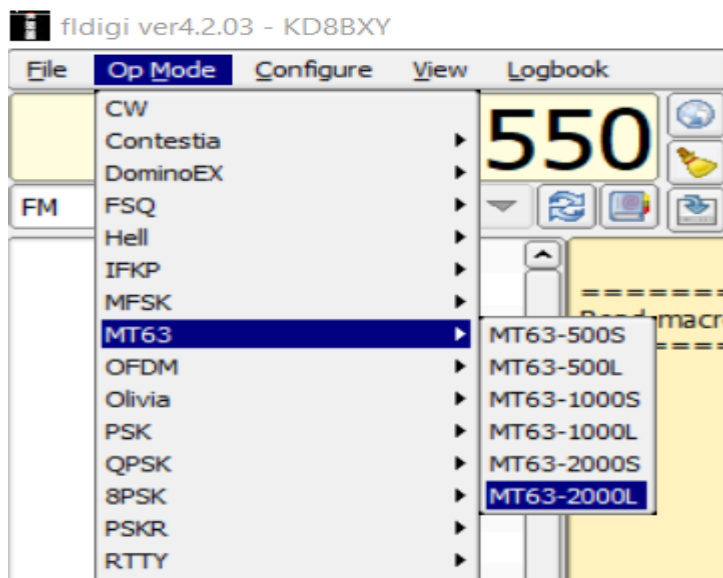 fldigi ver4.2.03 - KD8BXY
File Op Mode Configure View Logbook
550
FM
CW
Contestia
DominoEX
FSQ
Hell
IFKP
MFSK
MT63
OFDM
Olivia
PSK
QPSK
8PSK
PSKR
RTTY
MT63-500S
MT63-500L
MT63-1000S
MT63-1000L
MT63-2000S
MT63-2000L
=======
macr
====